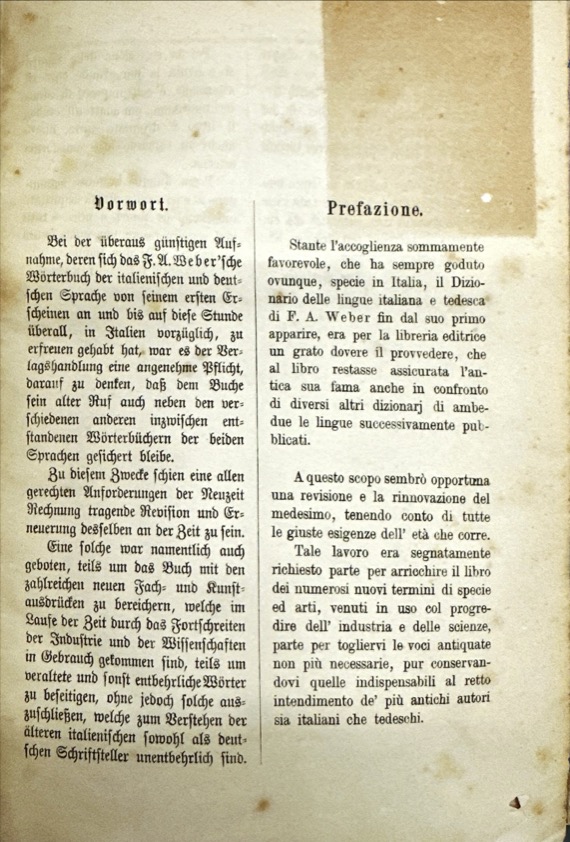 Vorwort.
Bei der überaus günſtigen Auf⸗
nahme, deren ſich das F. A. Weber'ſche
Wörterbuch der italieniſchen und deut⸗
ſchen Sprache von ſeinem erſten Er⸗
ſcheinen an und bis auf dieſe Stunde
überall, in Italien vorzüglich, zu
erfreuen gehabt hat, war es der Ver⸗
lagshandlung eine angenehme Pflicht,
darauf zu denken, daß dem Buche
ſein alter Ruf auch neben den ver⸗
ſchiedenen anderen inzwiſchen ent⸗
ſtandenen Wörterbüchern der beiden
Sprachen geſichert bleibe.
Zu dieſem Zwecke ſchien eine allen
gerechten Anforderungen der Neuzeit
Rechnung tragende Reviſion und Er⸗
neuerung desſelben an der Zeit zu ſein.
Eine ſolche war namentlich auch
geboten, teils um das Buch mit den
zahlreichen neuen Fach⸗ und Kunſt⸗
ausdrücken zu bereichern, welche im
Laufe der Zeit durch das Fortſchreiten
der Induſtrie und der Wiſſenſchaften
in Gebrauch gekommen ſind, teils um
veraltete und ſonſt entbehrliche Wörter
zu beſeitigen, ohne jedoch ſolche aus⸗
zuſchließen, welche zum Verſtehen der
älteren italieniſchen ſowohl als deut⸗
ſchen Schriftſteller unentbehrlich ſind.
Prefazione.
Stante l'accoglienza sommamente
favorevole, che ha sempre goduto
ovunque, specie in Italia, il Dizio-
nario delle lingue italiana e tedesca
di F. A. Weber fin dal suo primo
apparire, era per la libreria editrice
un grato dovere il provvedere, che
al libro restasse assicurata l'an-
tica sua fama anche in confronto
di diversi altri dizionarj di ambe-
due le lingue successivamente pub-
blicati.
A questo scopo sembrò opportuna
una revisione e la rinnovazione del
medesimo, tenendo conto di tutte
le giuste esigenze dell' età che corre.
Tale lavoro era segnatamente
richiesto parte per arricchire il libro
dei numerosi nuovi termini di specie
ed arti, venuti in uso col progre-
dire dell' industria e delle scienze,
parte per togliervi le voci antiquate
non più necessarie, pur conservan-
dovi quelle indispensabili al retto
intendimento de' più antichi autori
sia italiani che tedeschi.